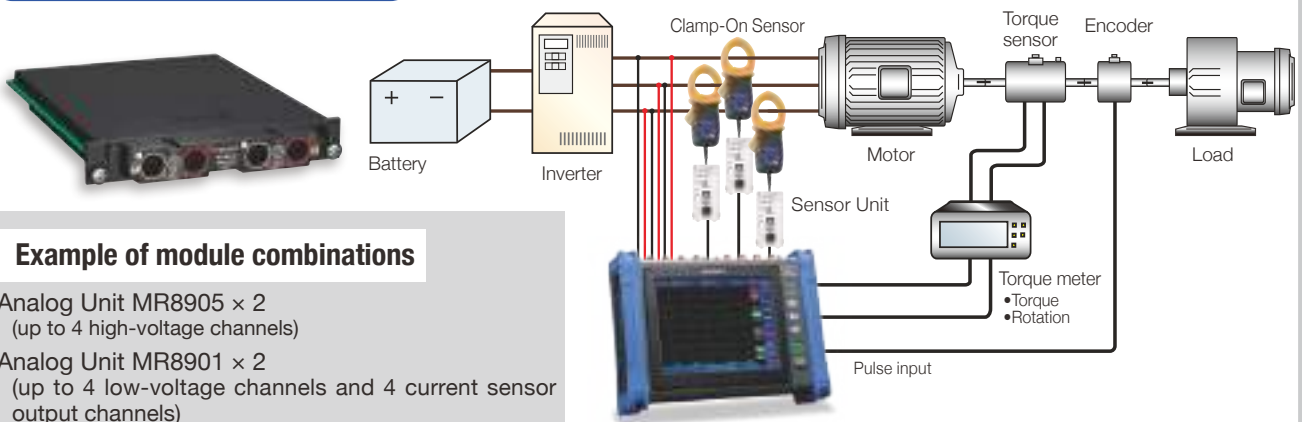 Clamp-On Sensor
Torque
sensor
Encoder
+ −
Battery
Inverter
Motor
Load
Sensor Unit
Torque meter
•Torque
•Rotation
Pulse input
Example of module combinations
Analog Unit MR8905 × 2
(up to 4 high-voltage channels)
Analog Unit MR8901 × 2
(up to 4 low-voltage channels and 4 current sensor
output channels)